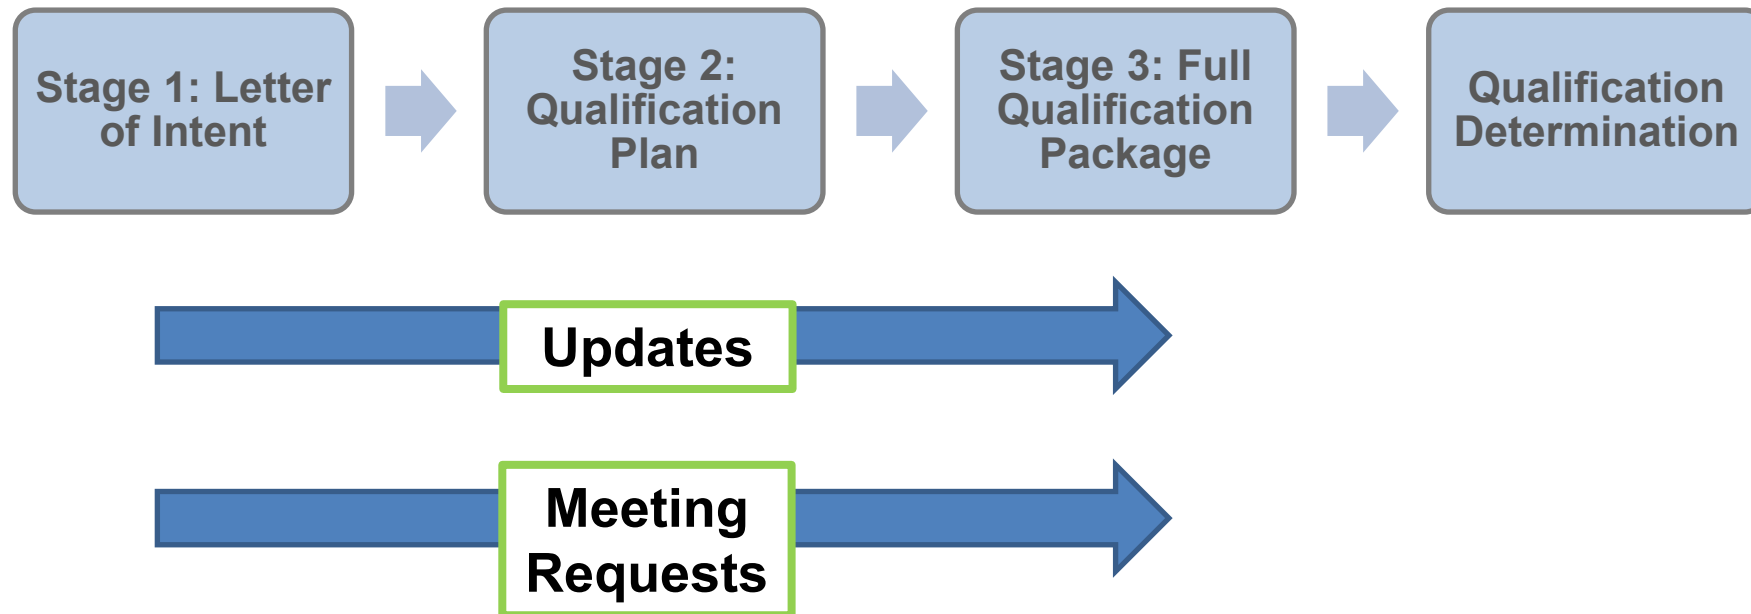 Stage 1: Letter
of Intent
Stage 2:
Qualification
Plan
Stage 3: Full
Qualification
Package
Qualification
Determination
Updates
Meeting
Requests